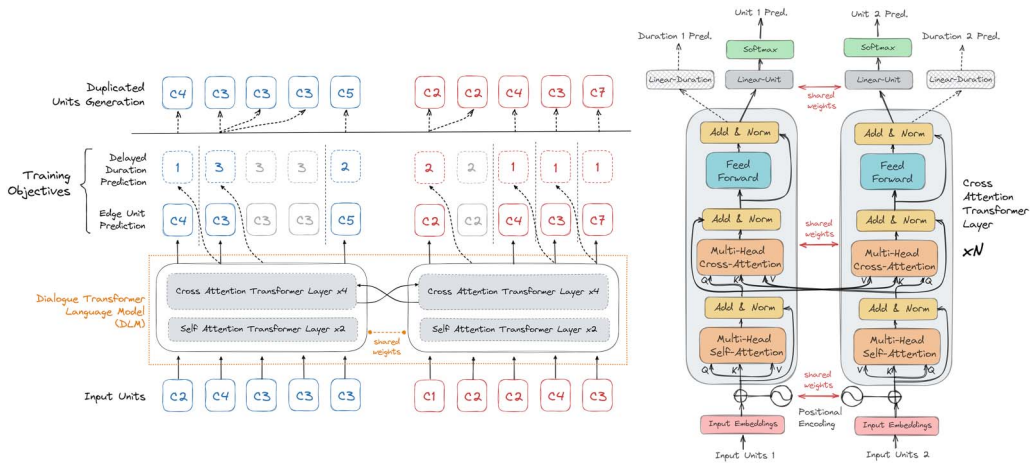 Duplicated
Units Generation
C4 C3 C3 C3 C5
C2 C2 C4 C3 C7
Training
Objectives
Delayed
Duration
Prediction
1 3 3 3 2
2 2 1 1 1
Edge Unit
Prediction
C4 C3 C3 C3 C5
C2 C2 C4 C3 C7
Dialogue Transformer
Language Model
(DLM)
Cross Attention Transformer Layer x4
Self Attention Transformer Layer x2
Cross Attention Transformer Layer x4
Self Attention Transformer Layer x2
shared
weights
Input Units
C2 C4 C3 C3 C3
C1 C2 C2 C4 C3
Unit 1 Pred.
Unit 2 Pred.
Duration 1 Pred.
Softmax
Softmax
Duration 2 Pred.
Linear-Duration
Linear-Unit
Linear-Unit
Linear-Duration
shared
weights
Add & Norm
Add & Norm
Feed
Forward
Feed
Forward
Cross
Attention
Transformer
Layer
xN
Add & Norm
Add & Norm
shared
weights
Multi-Head
Cross-Attention
Multi-Head
Cross-Attention
Q K V
V K Q
Add & Norm
Add & Norm
Multi-Head
Self-Attention
Multi-Head
Self-Attention
Q K V
V K Q
shared
weights
Positional
Encoding
Input Embeddings
Input Embeddings
Input Units 1
Input Units 2